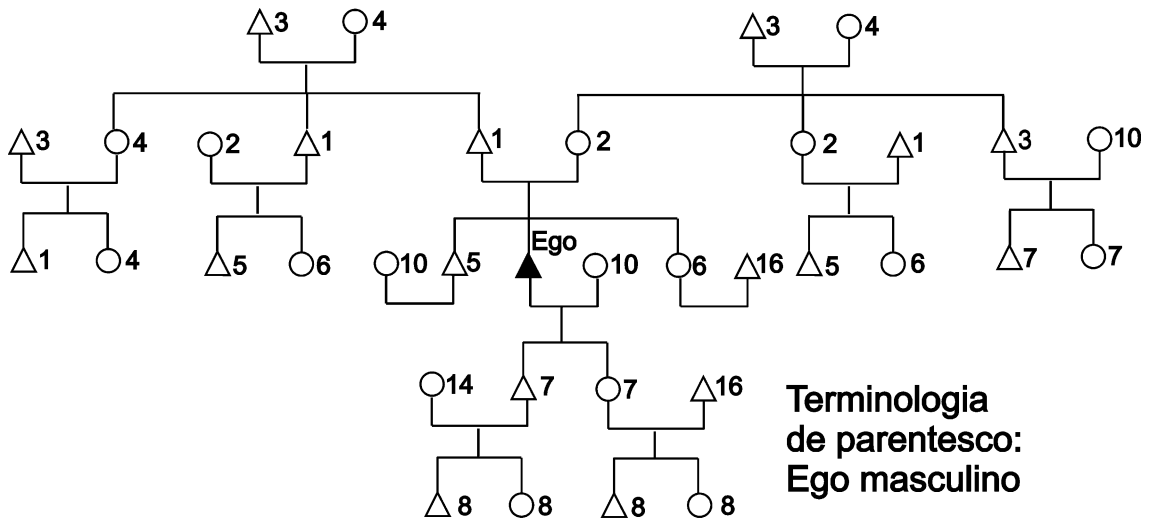 3 4 3 4
3 4 2 1 1 2 2 1 3 10
Ego
1 4 5 6 10 5 10 6 16 5 6 7 7
14 7 7 16
Terminologia
de parentesco:
Ego masculino
8 8 8 8